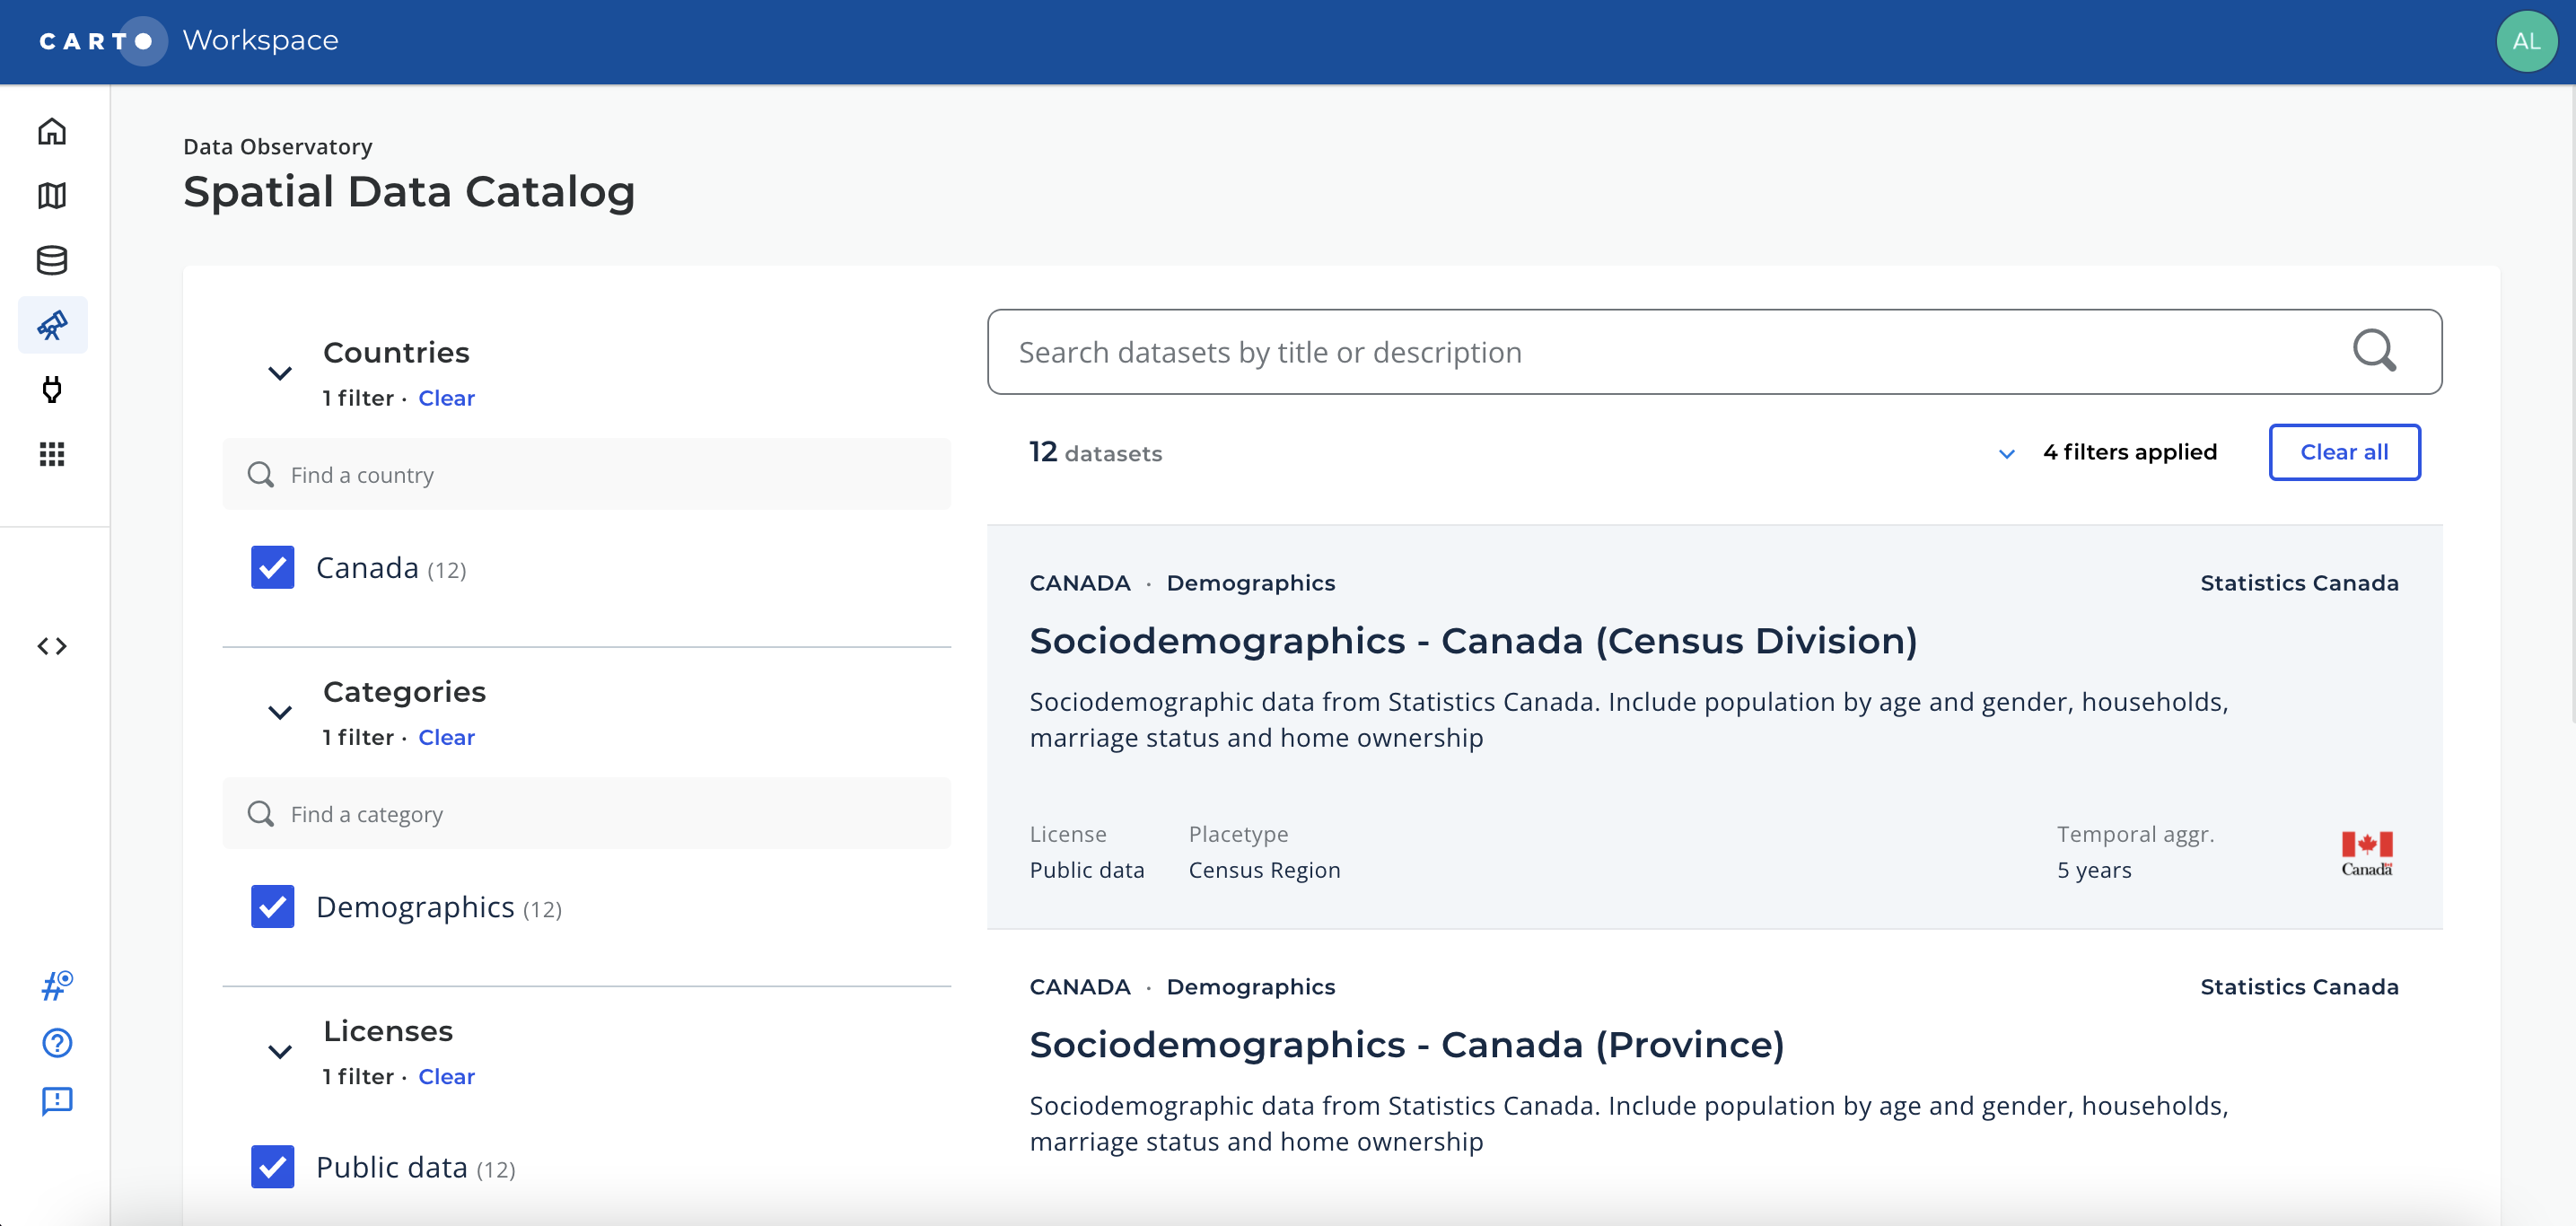 CARTO Workspace
AL
Data Observatory
Spatial Data Catalog
Countries
1 filter · Clear
Find a country
Canada (12)
Categories
1 filter · Clear
Find a category
Demographics (12)
Licenses
1 filter · Clear
Public data (12)
Search datasets by title or description
12 datasets
4 filters applied
Clear all
CANADA · Demographics
Statistics Canada
Sociodemographics - Canada (Census Division)
Sociodemographic data from Statistics Canada. Include population by age and gender, households,
marriage status and home ownership
License
Placetype
Temporal aggr.
Public data
Census Region
5 years
Canada
CANADA · Demographics
Statistics Canada
Sociodemographics - Canada (Province)
Sociodemographic data from Statistics Canada. Include population by age and gender, households,
marriage status and home ownership